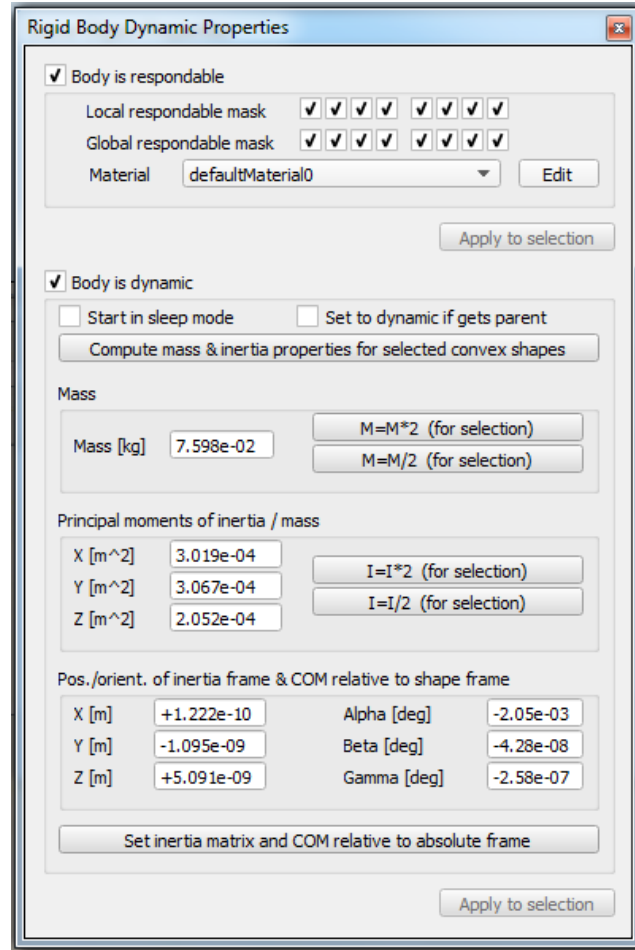 Rigid Body Dynamic Properties
Body is respondable
Local respondable mask
Global respondable mask
Material defaultMaterial0 Edit
Apply to selection
Body is dynamic
Start in sleep mode Set to dynamic if gets parent
Compute mass & inertia properties for selected convex shapes
Mass
Mass [kg] 7.598e-02
M=M*2 (for selection)
M=M/2 (for selection)
Principal moments of inertia / mass
X [m^2] 3.019e-04
Y [m^2] 3.067e-04
Z [m^2] 2.052e-04
I=I*2 (for selection)
I=I/2 (for selection)
Pos./orient. of inertia frame & COM relative to shape frame
X [m] +1.222e-10 Alpha [deg] -2.05e-03
Y [m] -1.095e-09 Beta [deg] -4.28e-08
Z [m] +5.091e-09 Gamma [deg] -2.58e-07
Set inertia matrix and COM relative to absolute frame
Apply to selection